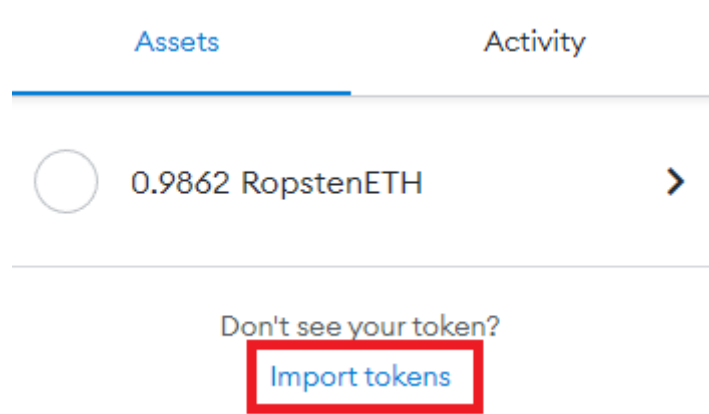 Assets Activity
0.9862 RopstenETH
Don't see your token?
Import tokens